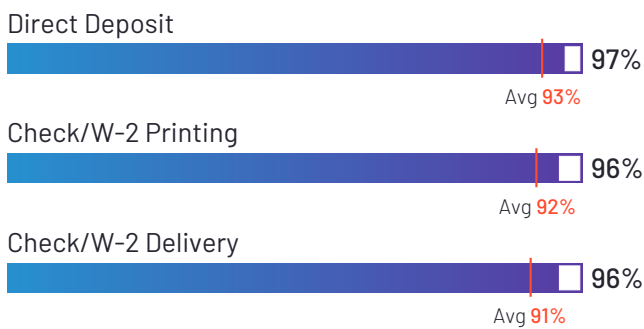 Direct Deposit
97%
Avg 93%
Check/W-2 Printing
96%
Avg 92%
Check/W-2 Delivery
96%
Avg 91%